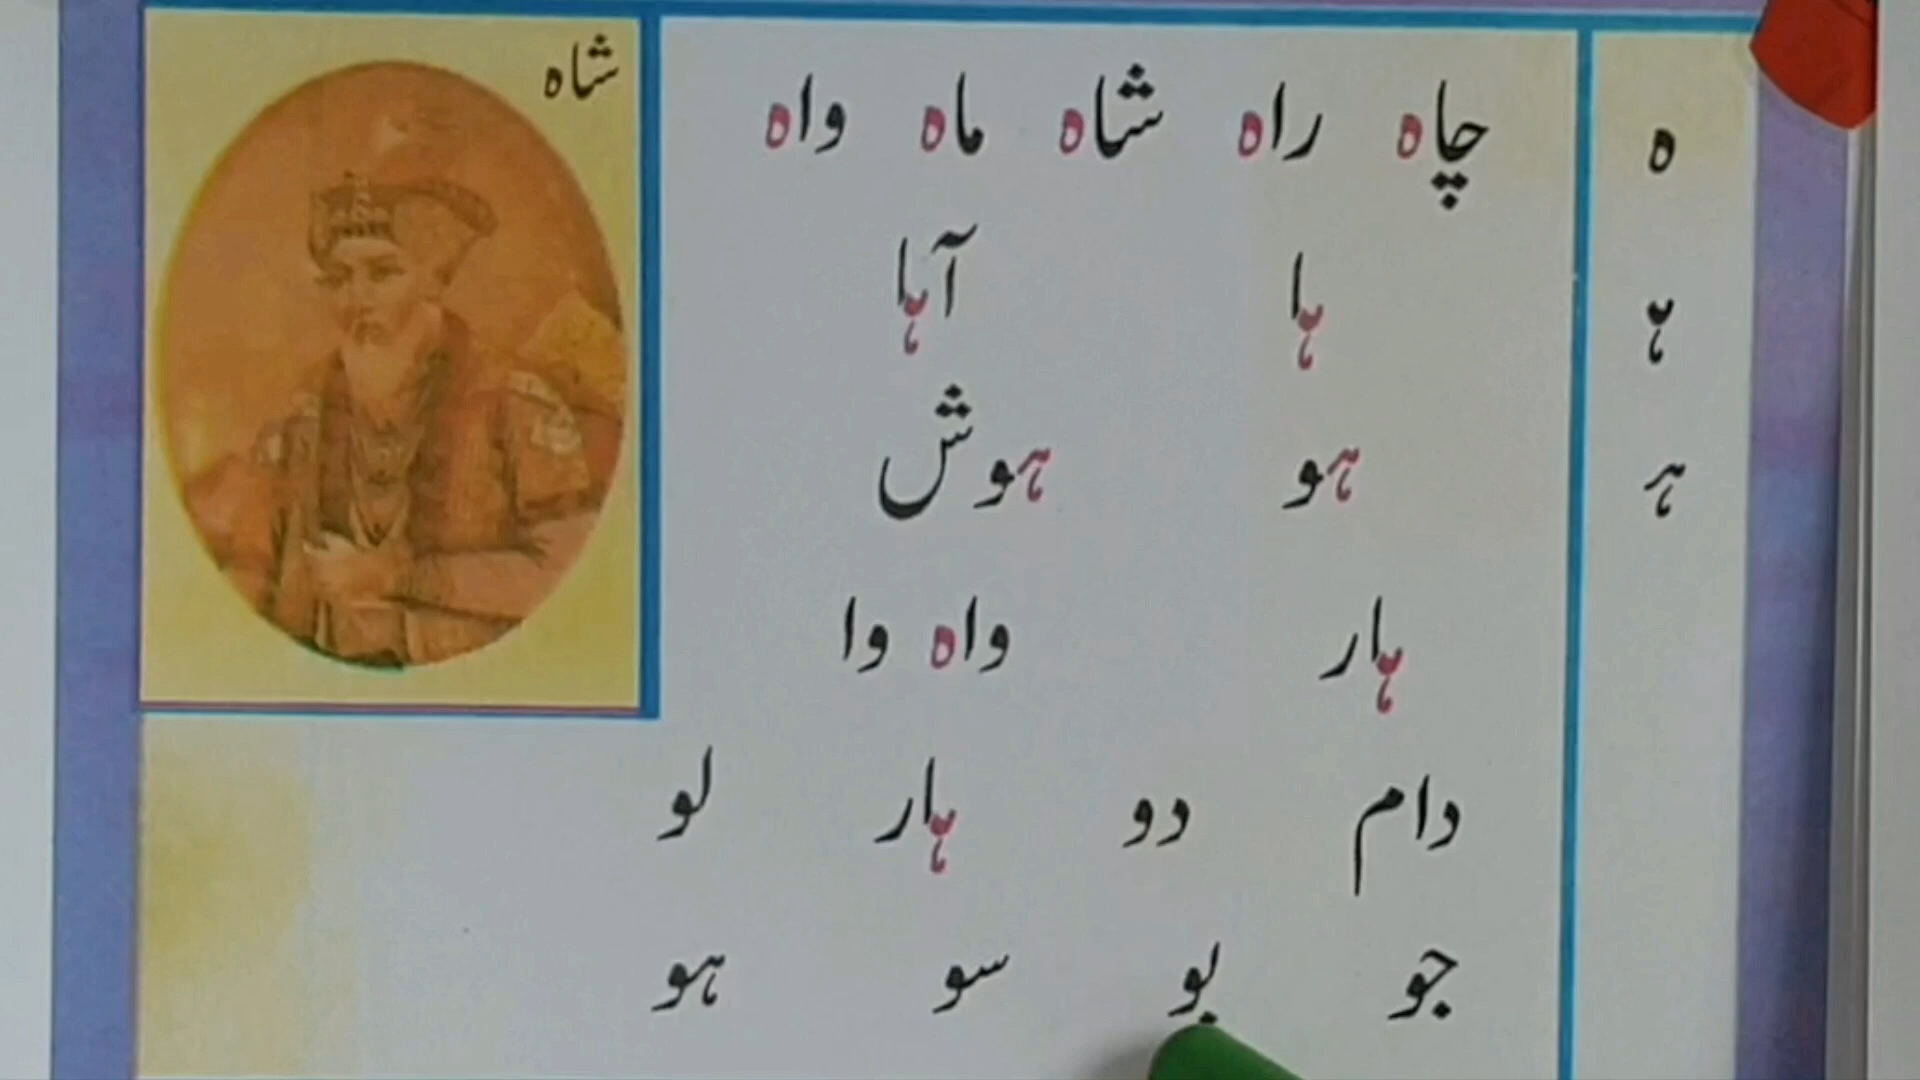 ہ چاہ راہ شاہ ماہ واہ
شاہ
ہ ہا آہا
ہ ہو ہوش
ہار واہ وا
دام دو ہار لو
جو بو سو ہو